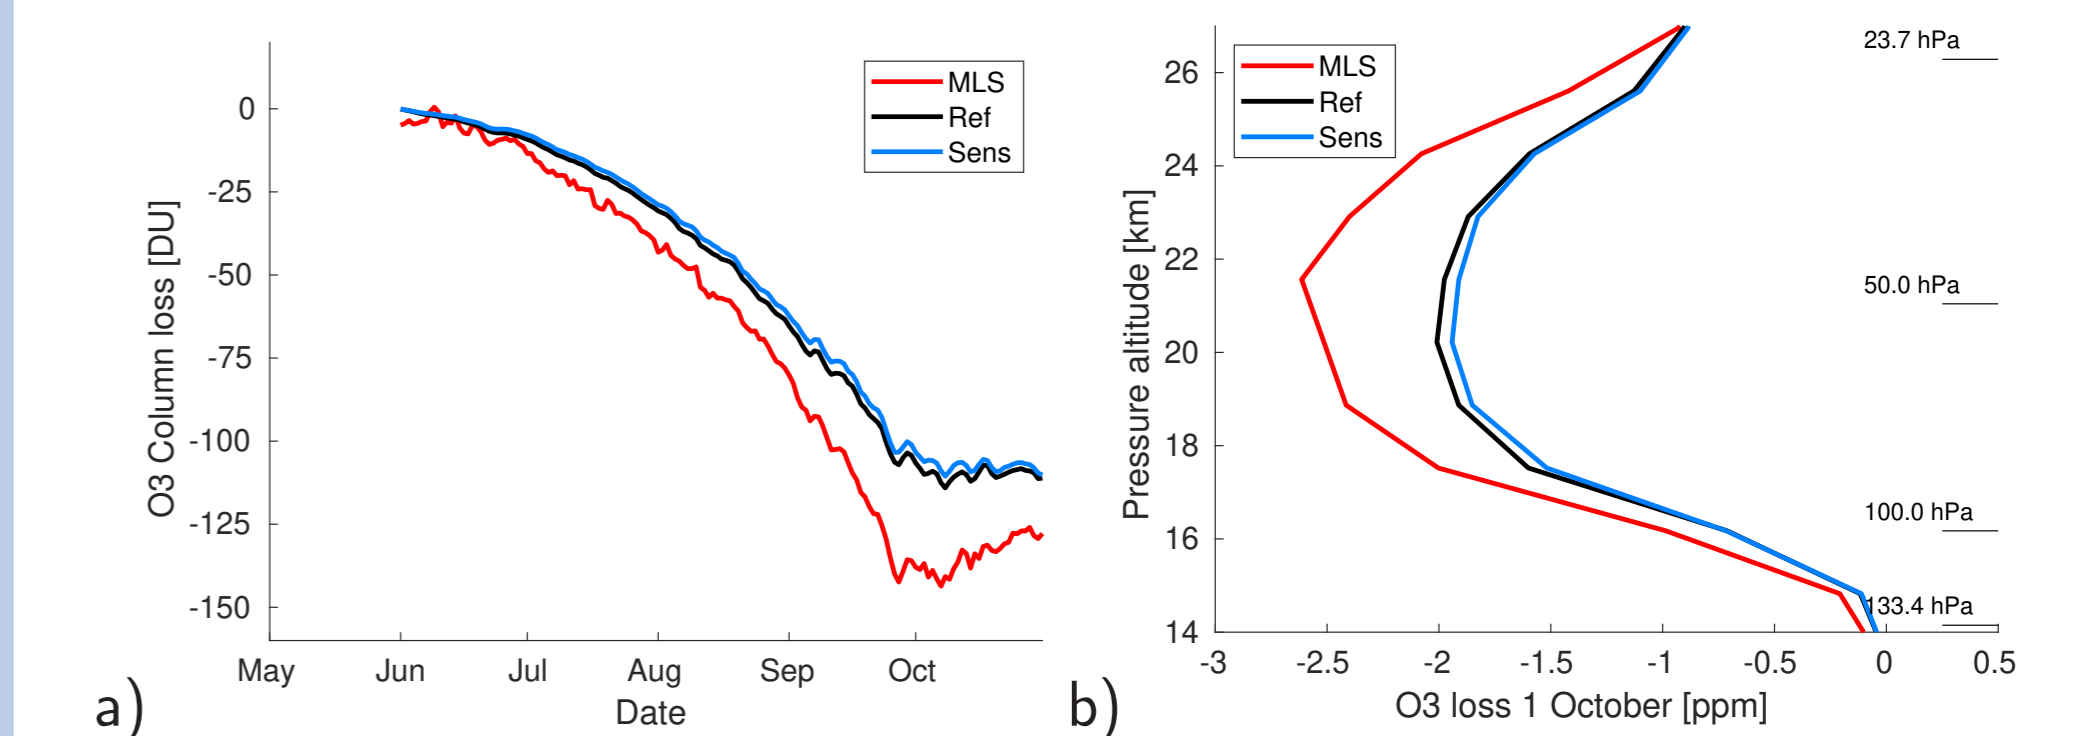 MLS
Ref
Sens
0
-25
-50
-75
-100
-125
-150
O3 Column loss [DU]
May Jun Jul Aug Sep Oct
Date
a)
MLS
Ref
Sens
26
24
22
20
18
16
14
Pressure altitude [km]
23.7 hPa
50.0 hPa
100.0 hPa
133.4 hPa
-3 -2.5 -2 -1.5 -1 -0.5 0 0.5
O3 loss 1 October [ppm]
b)